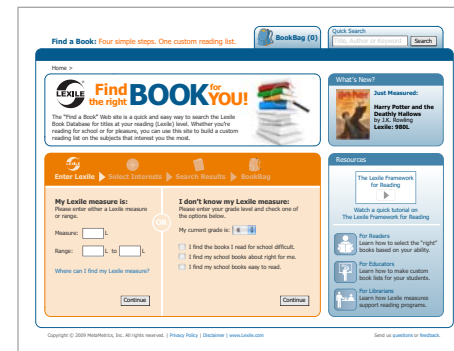 Find a Book: Four simple steps. One custom reading list.
BookBag (0)
Quick Search
Title, Author or Keyword
Search
Home >
LEXILE
Find the right BOOK for YOU!
The "Find a Book" Web site is a quick and easy way to search the Lexile
Book Database for titles at your reading (Lexile) level. Whether you're
reading for school or for pleasure, you can use this site to build a custom
reading list on the subjects that interest you the most.
What's New?
Just Measured:
Harry Potter and the
Deathly Hallows
by J.K. Rowling
Lexile: 980L
Enter Lexile
Select Interests
Search Results
BookBag
My Lexile measure is:
Please enter either a Lexile measure
or range.
Measure: L
Range: L to L
Where can I find my Lexile measure?
Continue
OR
I don't know my Lexile measure:
Please enter your grade level and check one of
the options below.
My current grade is: 6
I find the books I read for school difficult.
I find my school books about right for me.
I find my school books easy to read.
Continue
Resources
The Lexile Framework
for Reading
Watch a quick tutorial on
The Lexile Framework for Reading
For Readers
Learn how to select the "right"
books based on your ability.
For Educators
Learn how to make custom
book lists for your students.
For Librarians
Learn how Lexile measures
support reading programs.
Copyright © 2009 MetaMetrics, Inc. All rights reserved. | Privacy Policy | Disclaimer | www.Lexile.com
Send us questions or feedback.